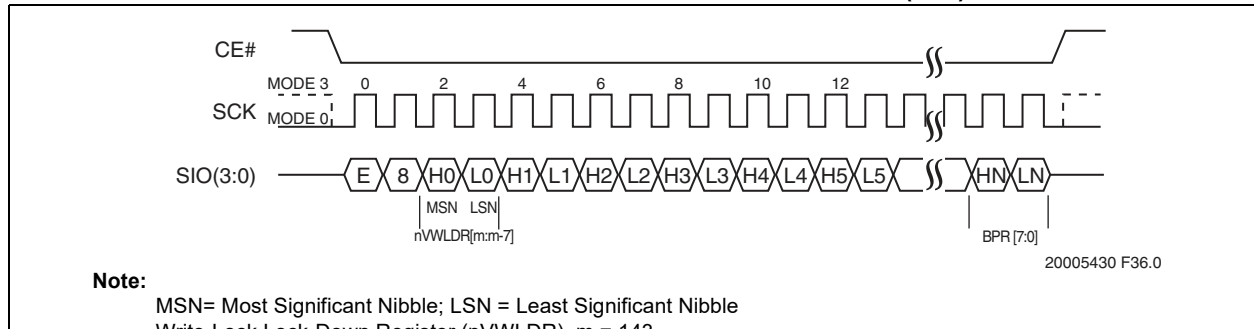 CE#
MODE 3 0 2 4 6 8 10 12
SCK
MODE 0
SIO(3:0) E 8 H0 L0 H1 L1 H2 L2 H3 L3 H4 L4 H5 L5 HN LN
MSN LSN
nVWLDR[m:m-7] BPR [7:0]
20005430 F36.0
Note:
MSN= Most Significant Nibble; LSN = Least Significant Nibble